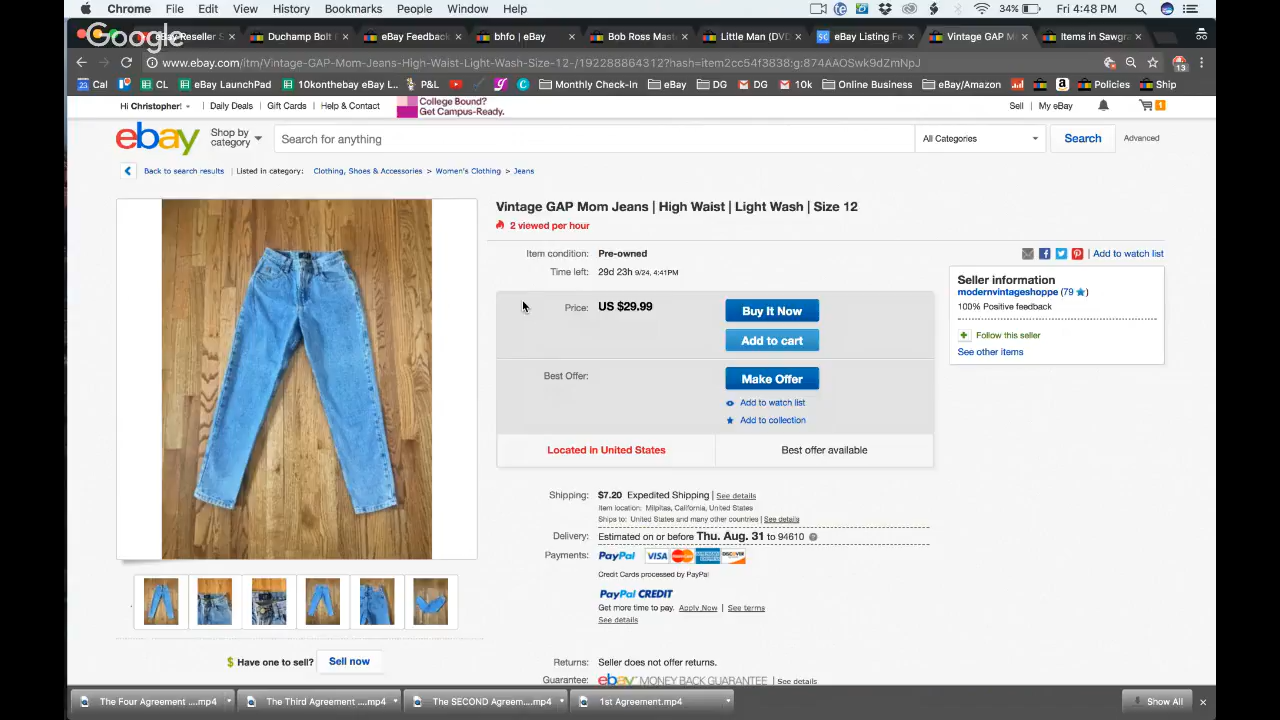 Chrome File Edit View History Bookmarks People Window Help 34% Fri 4:48 PM
Google
eBay Reseller S Duchamp Bolt eBay Feedback bhfo | eBay Bob Ross Mast Little Man (DVD eBay Listing Fe Vintage GAP M Items in Sawgra
www.ebay.com/itm/Vintage-GAP-Mom-Jeans-High-Waist-Light-Wash-Size-12-/192288864312?hash=item2cc54f3838:g:874AAOSwk9dZmNpJ
13
Cal CL eBay LaunchPad 10konthebay eBay L... P&L Monthly Check-In eBay DG DG 10k Online Business eBay/Amazon Policies Ship
Hi Christopher! Daily Deals Gift Cards Help & Contact College Bound? Get Campus-Ready. Sell My eBay 1
ebay Shop by category Search for anything All Categories Search Advanced
Back to search results Listed in category: Clothing, Shoes & Accessories > Women's Clothing > Jeans
Vintage GAP Mom Jeans | High Waist | Light Wash | Size 12
2 viewed per hour
Item condition: Pre-owned
| Add to watch list
Time left: 29d 23h 9/24, 4:41PM
Seller information
modernvintageshoppe (79 )
100% Positive feedback
Follow this seller
See other items
Price: US $29.99 Buy It Now
Add to cart
Best Offer: Make Offer
Add to watch list
Add to collection
Located in United States Best offer available
Shipping: $7.20 Expedited Shipping | See details
Item location: Milpitas, California, United States
Ships to: United States and many other countries | See details
Delivery: Estimated on or before Thu. Aug. 31 to 94610
Payments: PayPal VISA DISCOVER
Credit Cards processed by PayPal
PayPal CREDIT
Get more time to pay. Apply Now | See terms
See details
Have one to sell? Sell now
Returns: Seller does not offer returns.
Guarantee: ebay MONEY BACK GUARANTEE | See details
The Four Agreement ....mp4 The Third Agreement ....mp4 The SECOND Agreem....mp4 1st Agreement.mp4 Show All